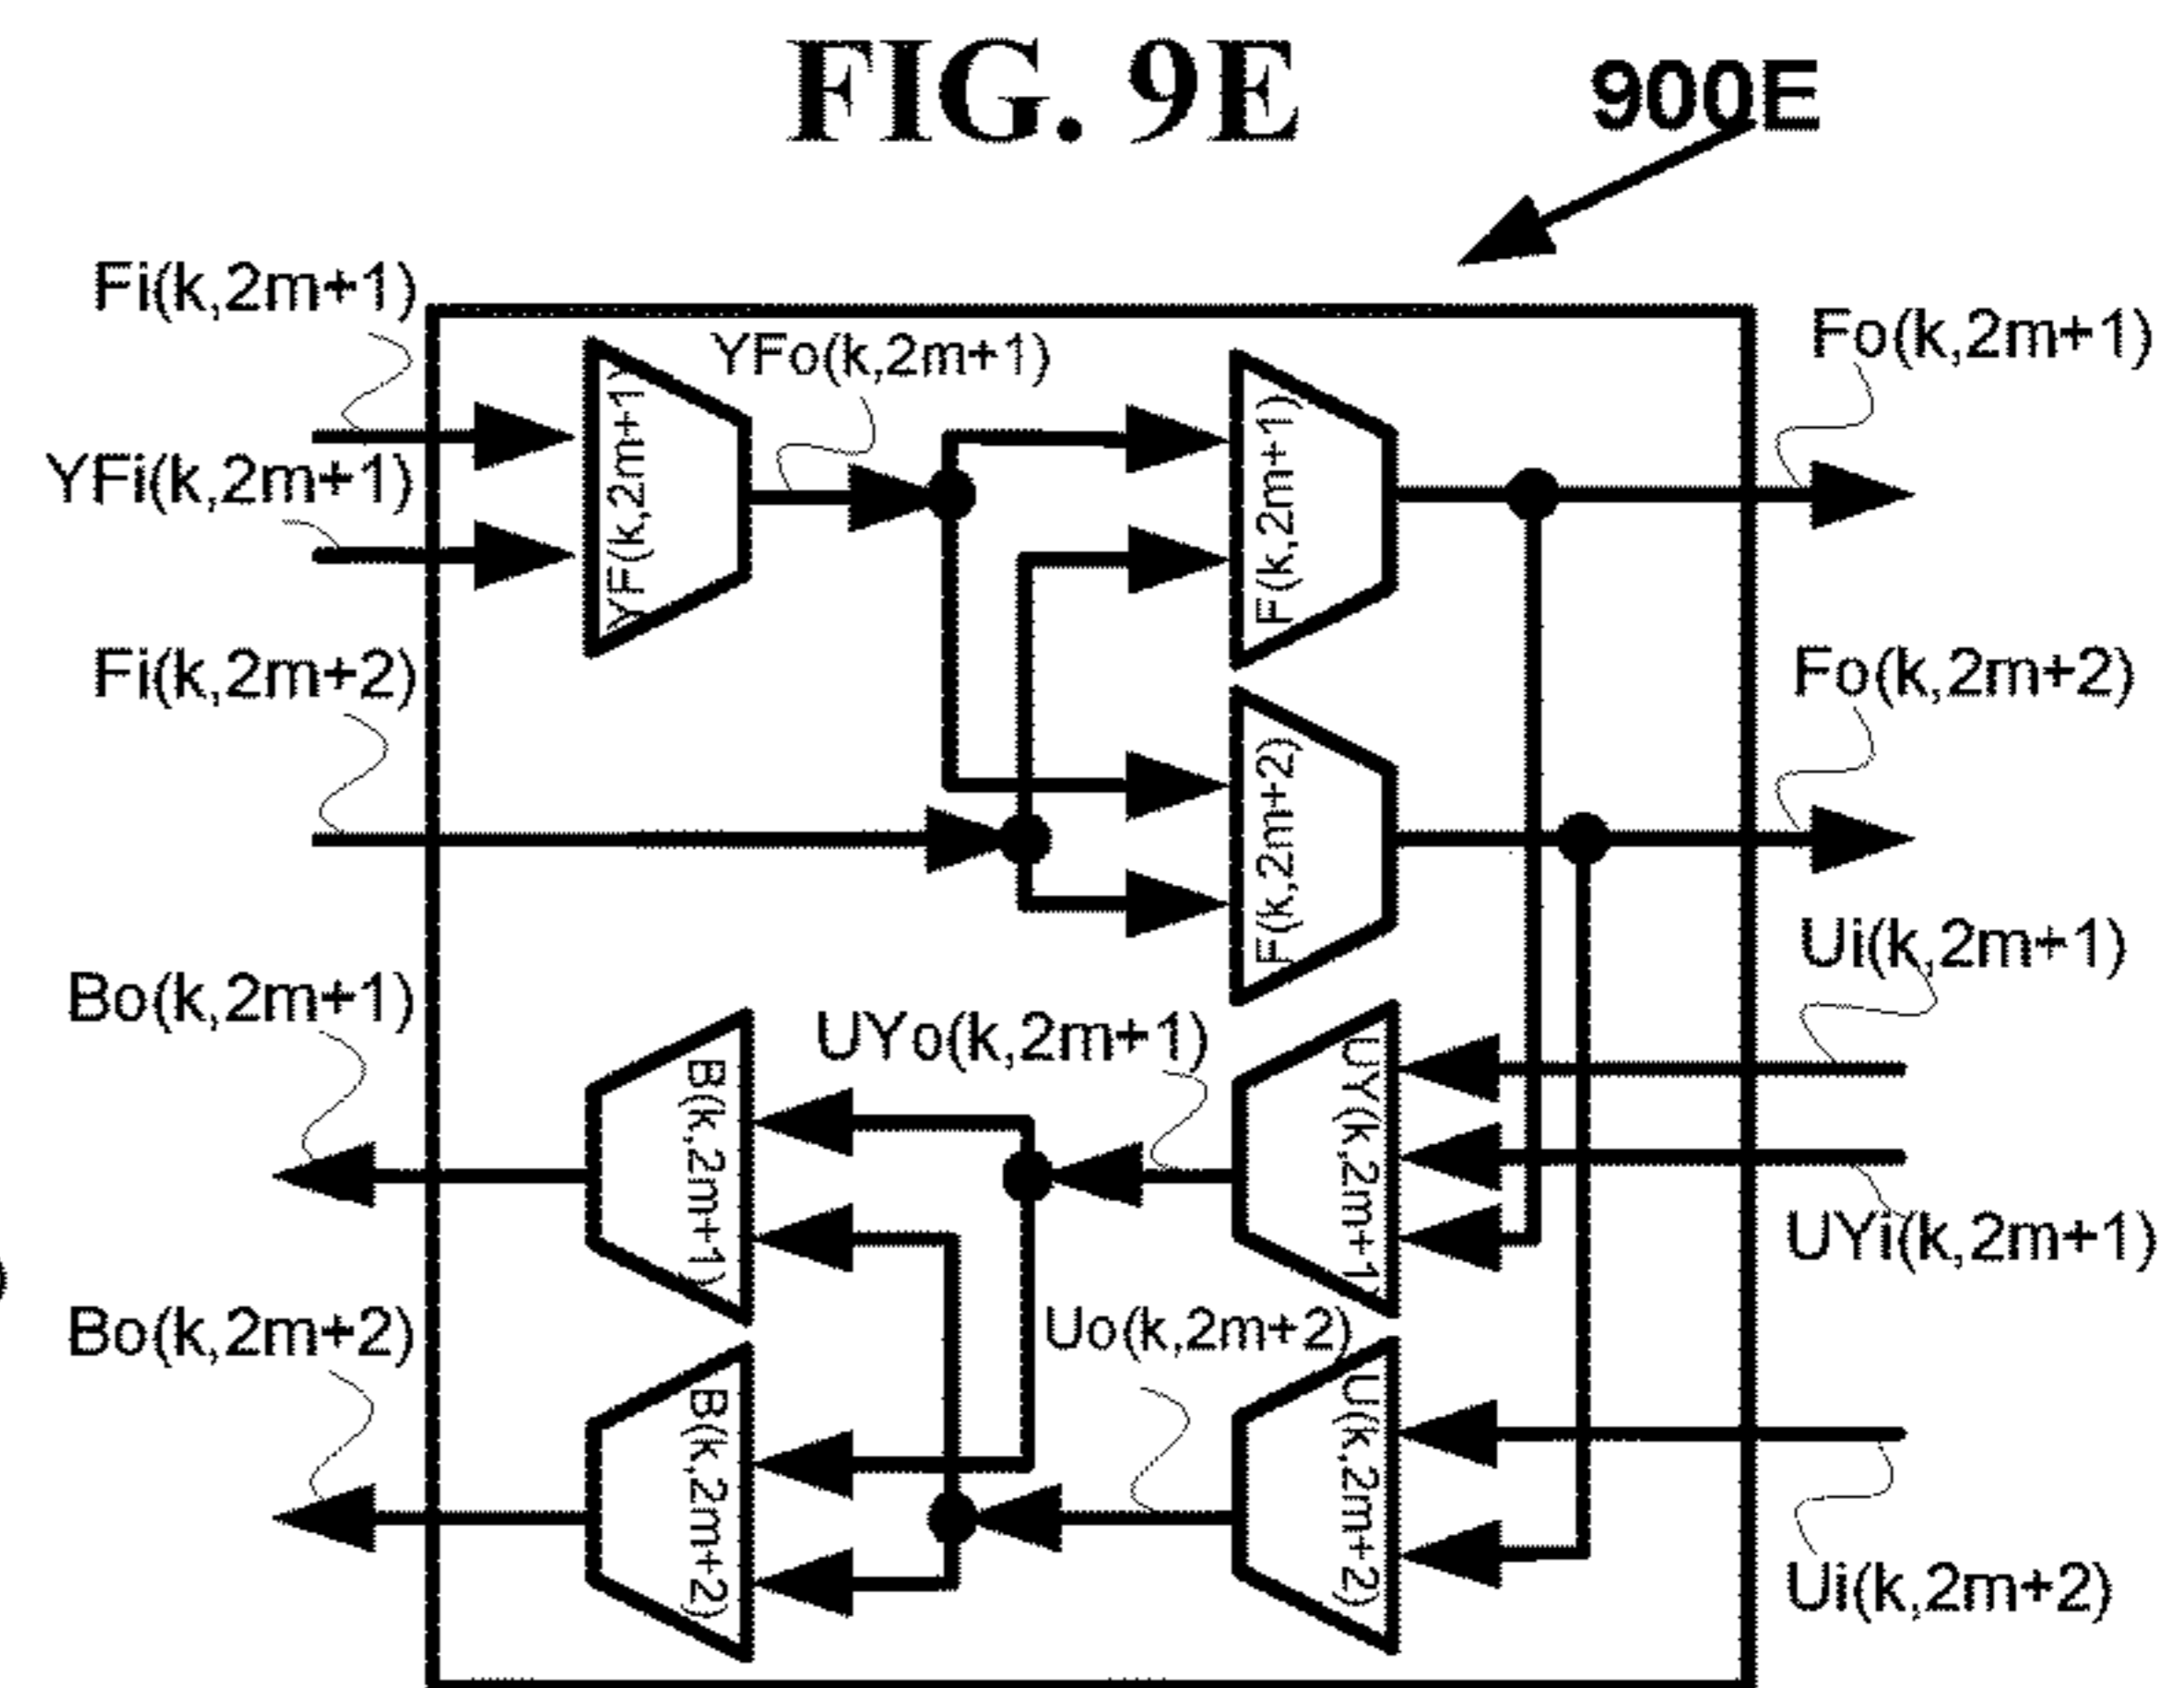 FIG. 9E
900E
Fi(k,2m+1)
YFi(k,2m+1)
YF(k,2m+1)
YFo(k,2m+1)
F(k,2m+1)
Fo(k,2m+1)
Fi(k,2m+2)
F(k,2m+2)
Fo(k,2m+2)
Bo(k,2m+1)
B(k,2m+1)
UYo(k,2m+1)
UY(k,2m+1)
Ui(k,2m+1)
UYi(k,2m+1)
)
Bo(k,2m+2)
B(k,2m+2)
Uo(k,2m+2)
U(k,2m+2)
Ui(k,2m+2)